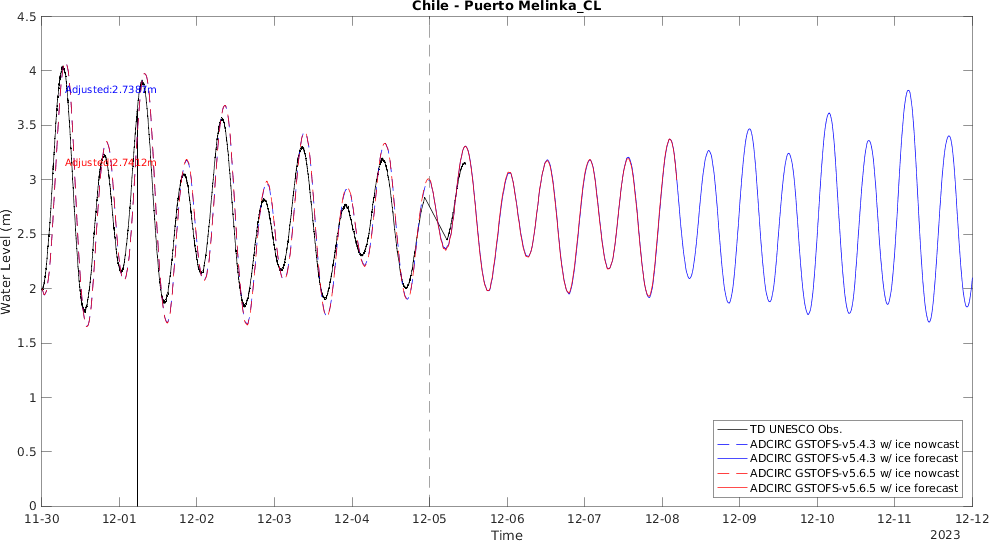 Chile - Puerto Melinka_CL
4.5
4
3.5
3
2.5
2
1.5
1
0.5
0
Water Level (m)
Adjusted:2.7387m
Adjusted:2.7412m
TD UNESCO Obs.
ADCIRC GSTOFS-v5.4.3 w/ ice nowcast
ADCIRC GSTOFS-v5.4.3 w/ ice forecast
ADCIRC GSTOFS-v5.6.5 w/ ice nowcast
ADCIRC GSTOFS-v5.6.5 w/ ice forecast
11-30 12-01 12-02 12-03 12-04 12-05 12-06 12-07 12-08 12-09 12-10 12-11 12-12
Time
2023